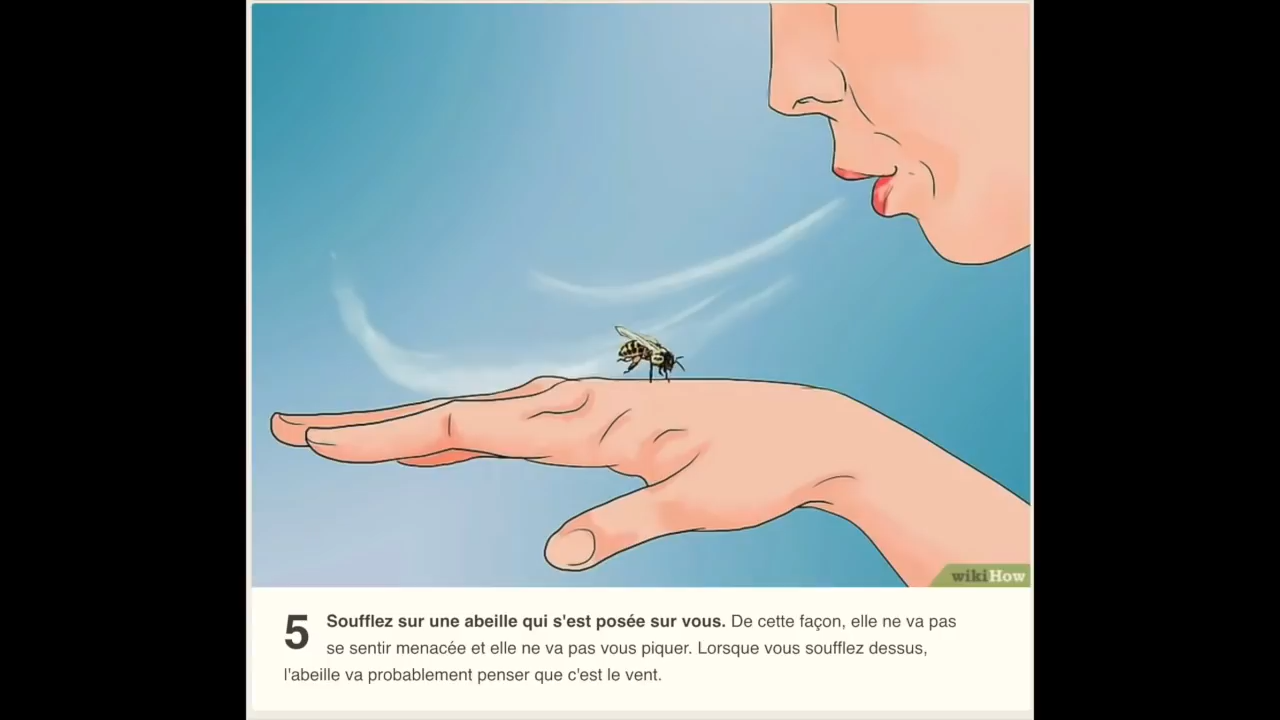 wikiHow
5 Soufflez sur une abeille qui s'est posée sur vous. De cette façon, elle ne va pas
se sentir menacée et elle ne va pas vous piquer. Lorsque vous soufflez dessus,
l'abeille va probablement penser que c'est le vent.